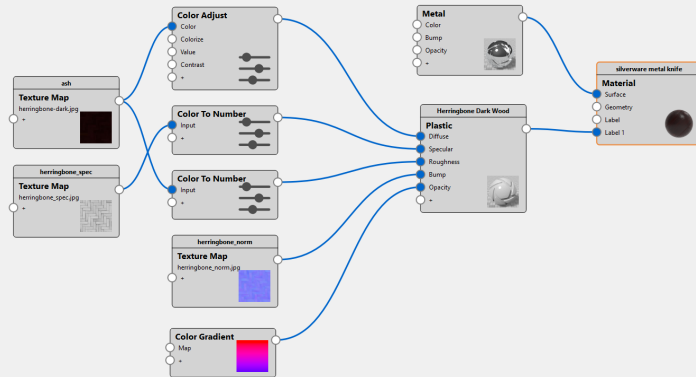 ash
Texture Map
herringbone-dark.jpg
+
herringbone_spec
Texture Map
herringbone_spec.jpg
+
Color Adjust
Color
Colorize
Value
Contrast
+
Color To Number
Input
+
Color To Number
Input
+
herringbone_norm
Texture Map
herringbone_norm.jpg
+
Color Gradient
Map
+
Metal
Color
Bump
Opacity
+
Herringbone Dark Wood
Plastic
Diffuse
Specular
Roughness
Bump
Opacity
+
silverware metal knife
Material
Surface
Geometry
Label
Label 1